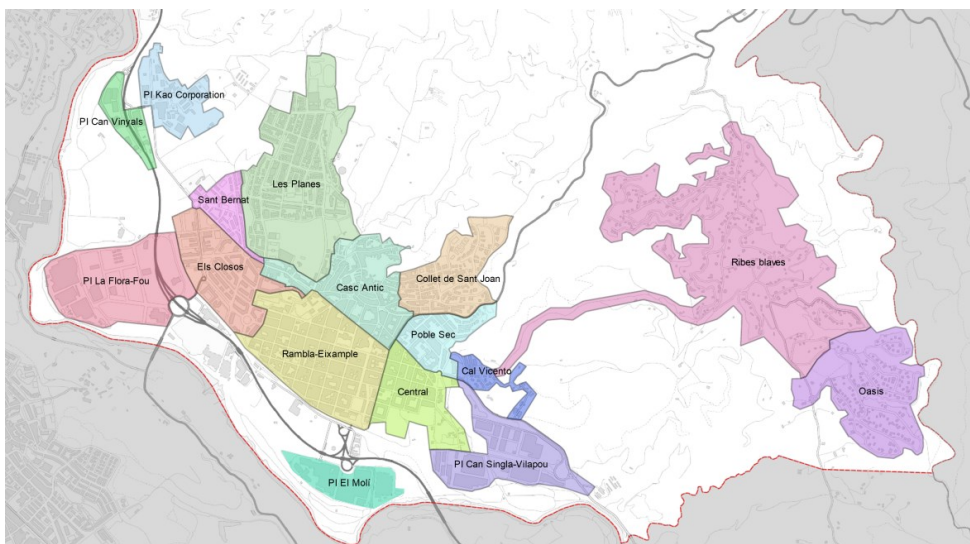 PI Kao Corporation
PI Can Vinyals
Les Planes
Sant Bernat
Ribes blaves
Els Closos
PI La Flora-Fou
Collet de Sant Joan
Casc Antic
Poble Sec
Rambla-Eixample
Cal Vicento
Central
Oasis
PI Can Singla-Vilapou
PI El Molí